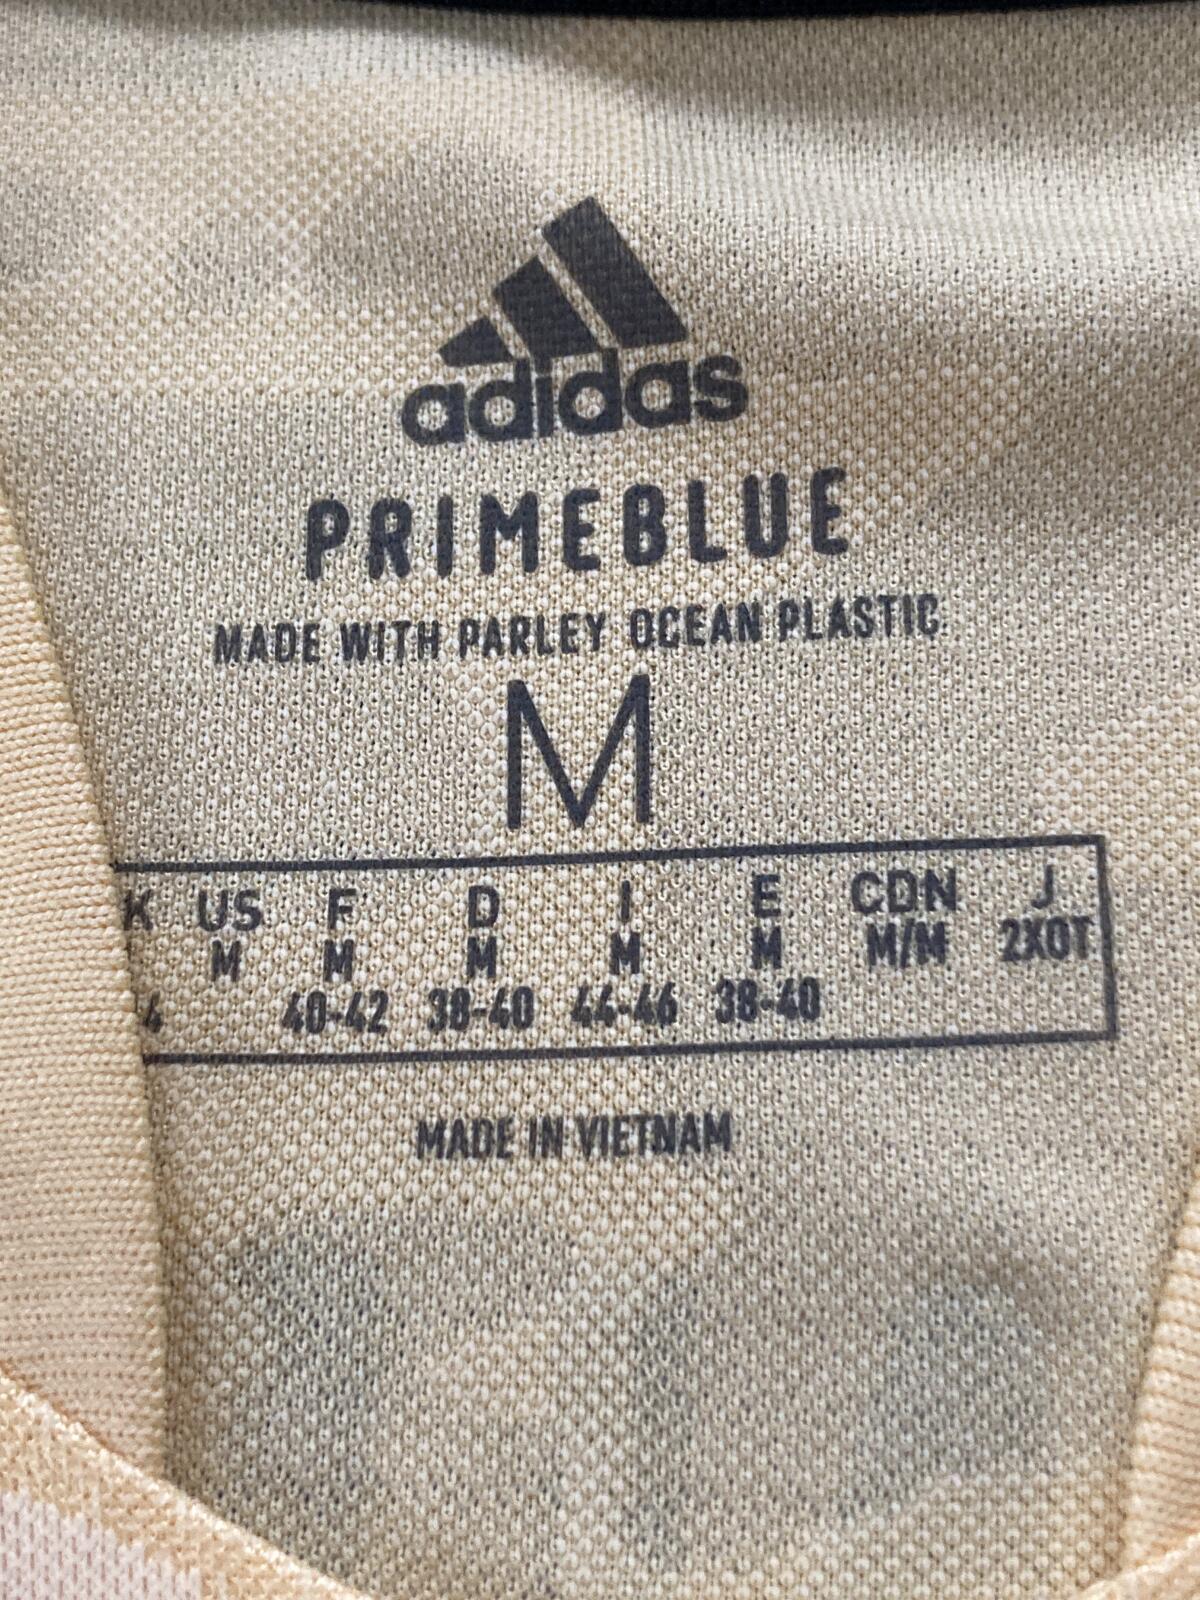 adidas
PRIMEBLUE
MADE WITH PARLEY OCEAN PLASTIC
M
K US F D I E CDN J
M M M M M M/M 2XOT
4 40-42 38-40 44-46 38-40
MADE IN VIETNAM